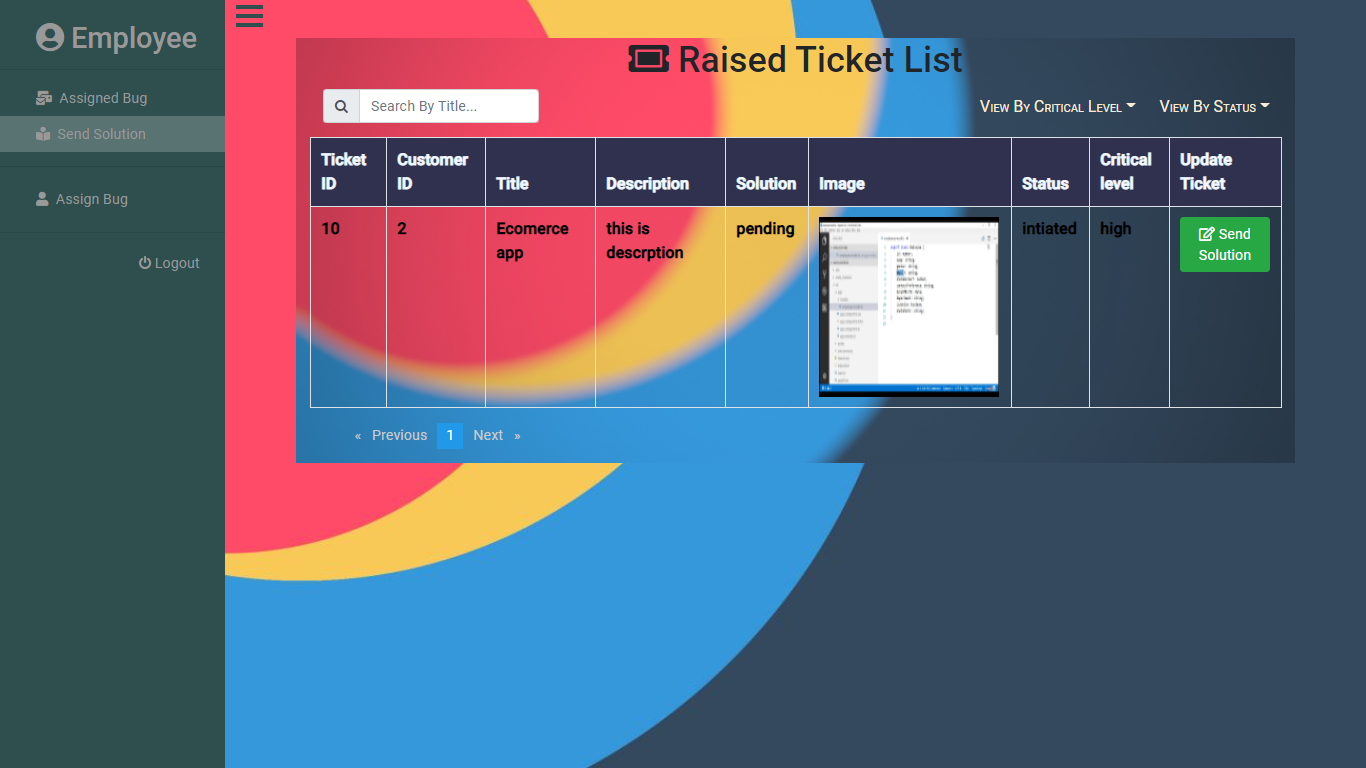 Employee
Assigned Bug
Send Solution
Assign Bug
Logout
Raised Ticket List
Search By Title...
View By Critical Level
View By Status
Ticket ID
Customer ID
Title
Description
Solution
Image
Status
Critical level
Update Ticket
10
2
Ecomerce app
this is descrption
pending
intiated
high
Send Solution
« Previous 1 Next »